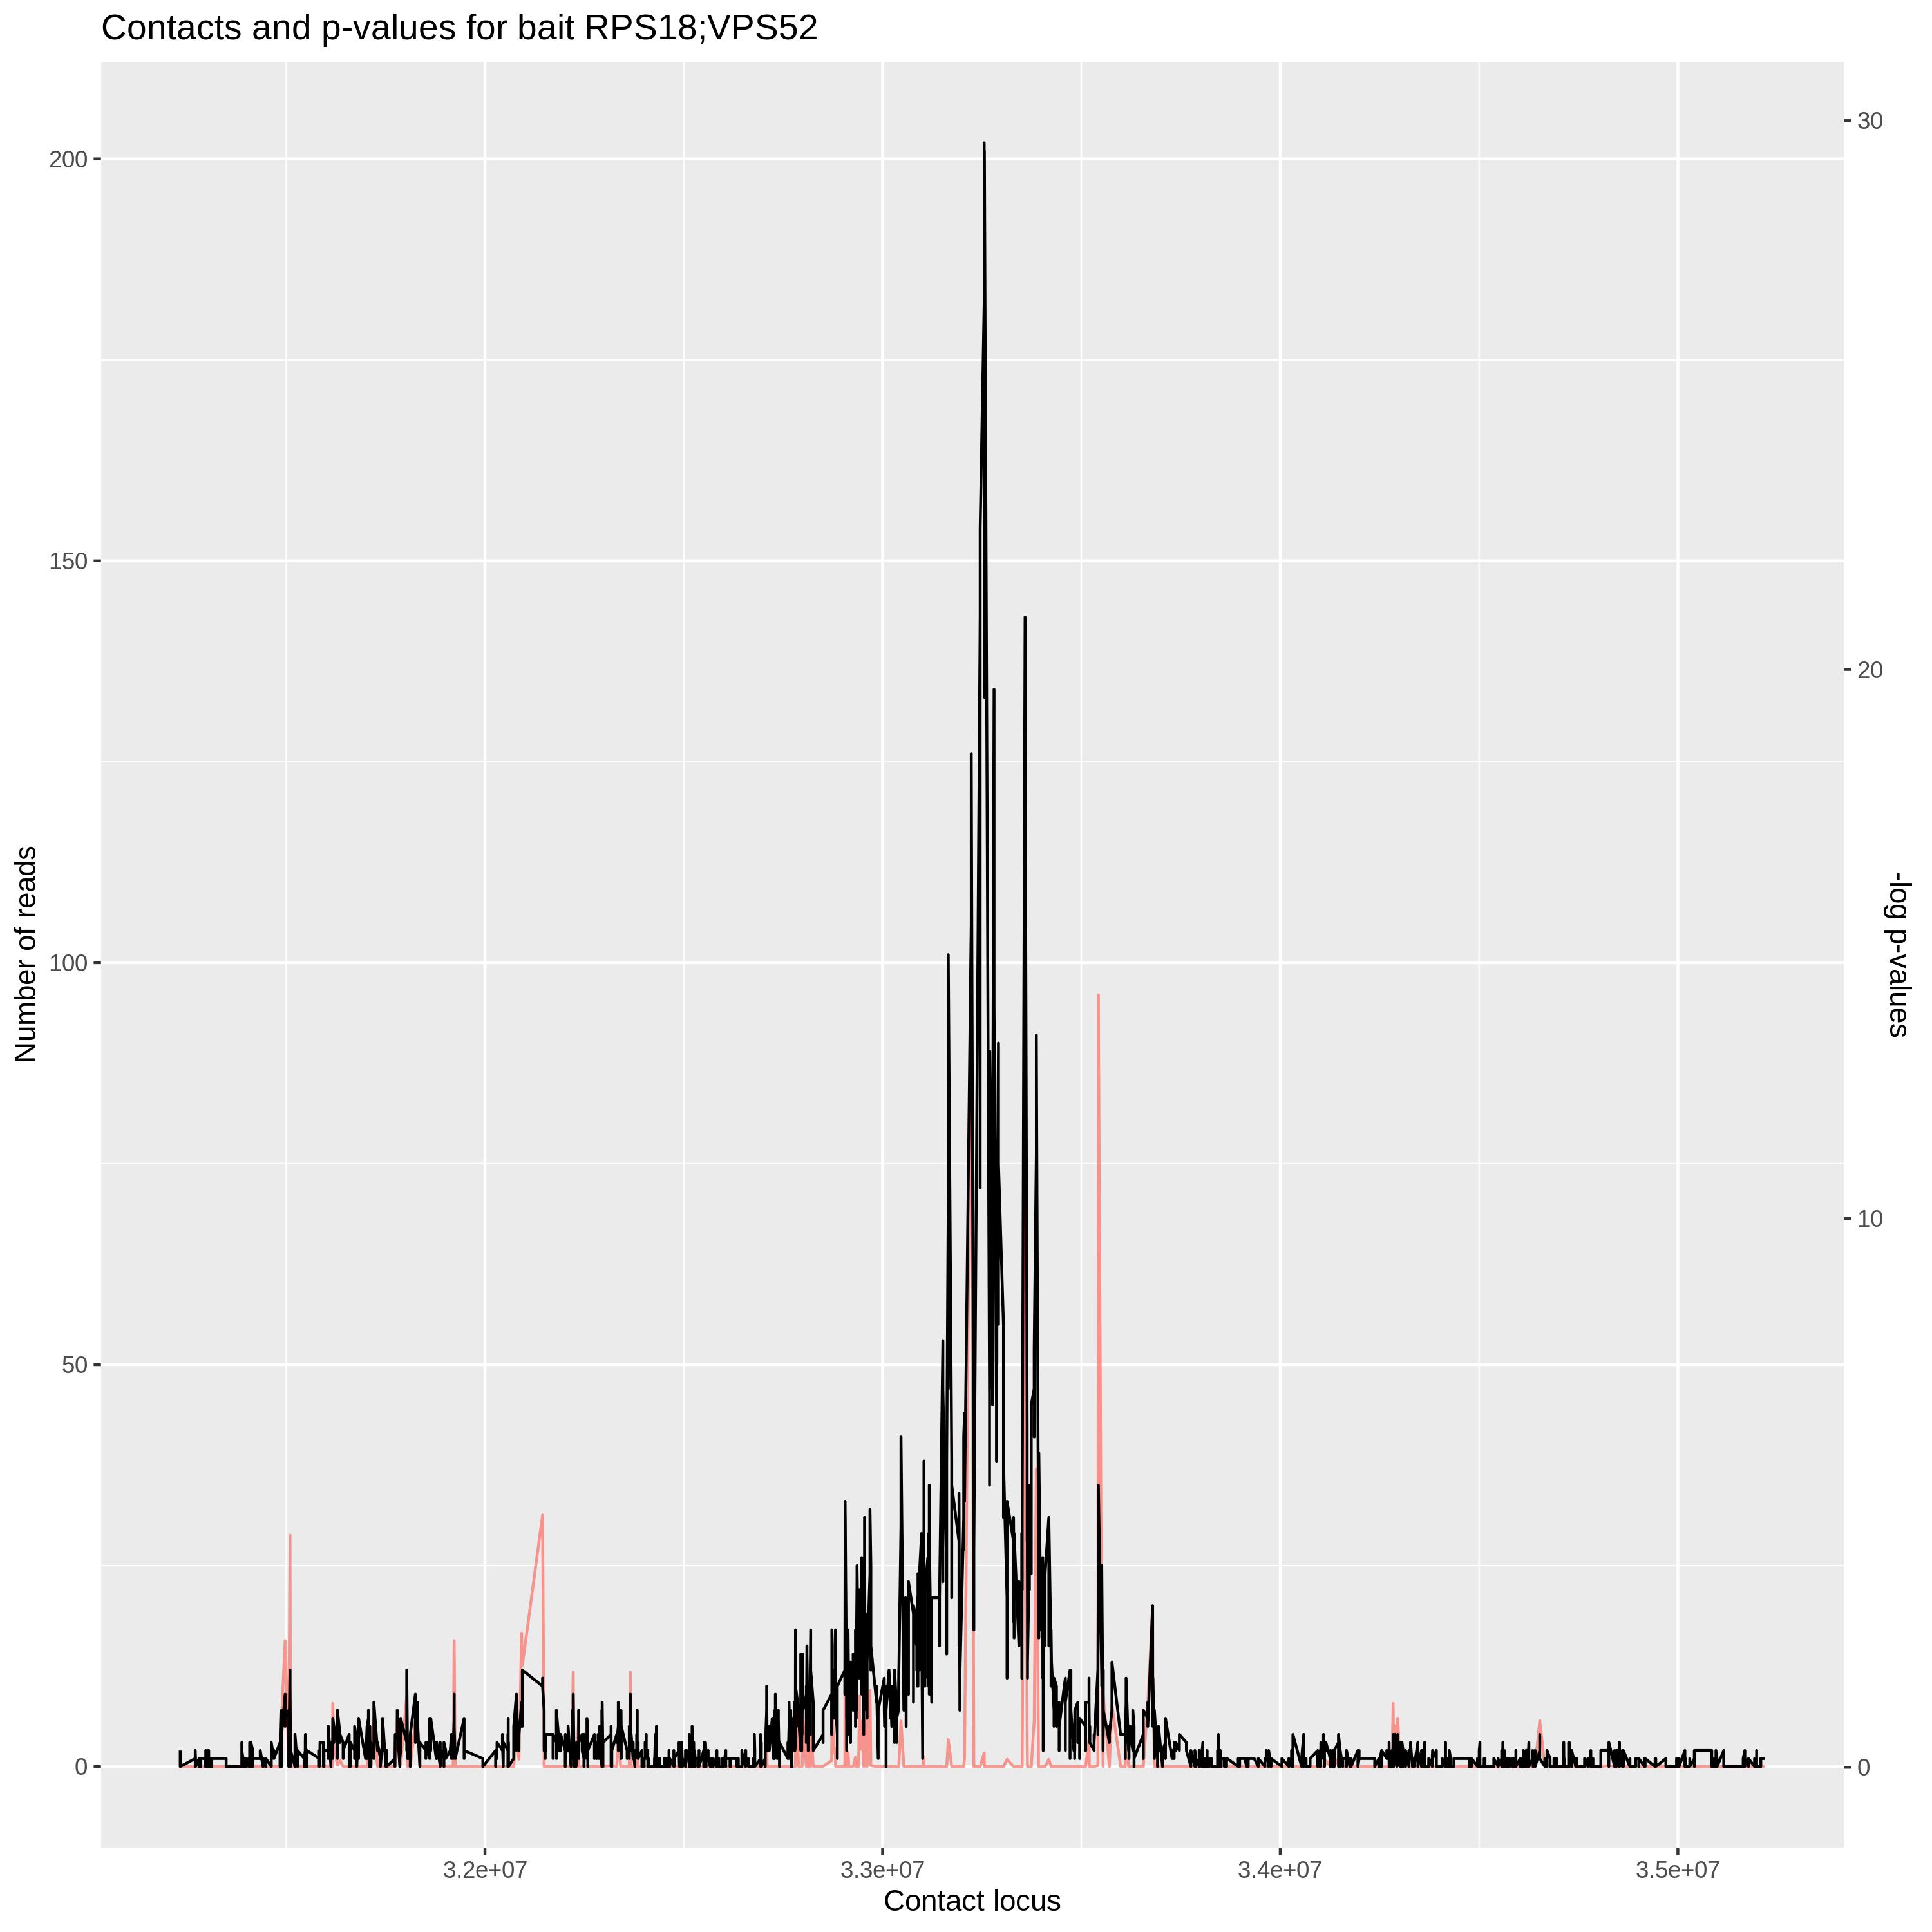 Contacts and p-values for bait RPS18;VPS52
200
150
100
50
0
Number of reads
30
20
10
0
-log p-values
3.2e+07
3.3e+07
3.4e+07
3.5e+07
Contact locus